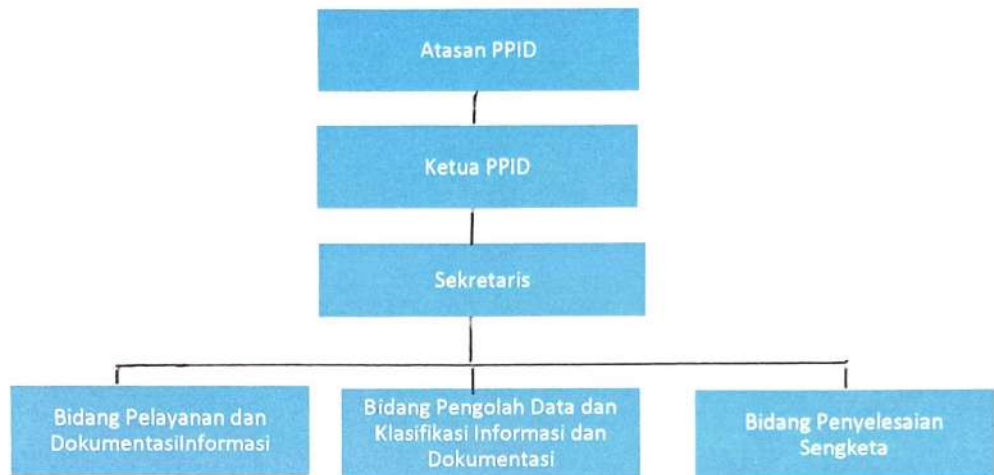 Atasan PPID
Ketua PPID
Sekretaris
Bidang Pelayanan dan
DokumentasiInformasi
Bidang Pengolah Data dan
Klasifikasi Informasi dan
Dokumentasi
Bidang Penyelesaian
Sengketa